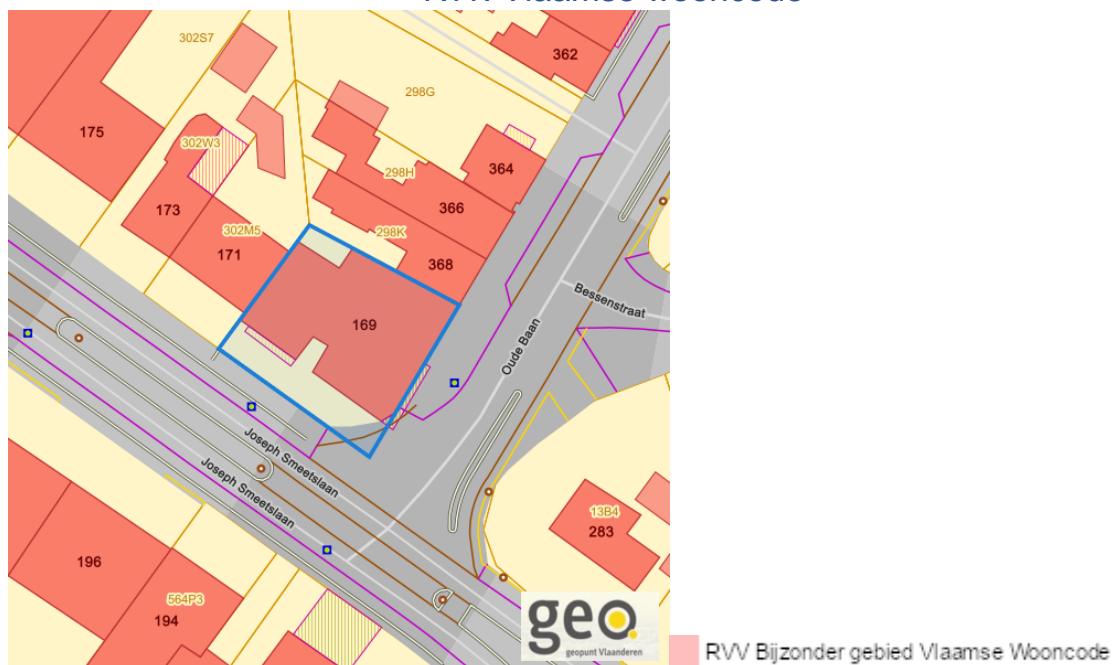 RVV Vlaamse Wooncode
302S7
362
298G
175
302W3
364
298H
173
366
302M5
298K
171
368
Bessenstraat
169
Oude Baan
Joseph Smeetslaan
Joseph Smeetslaan
13B4
283
196
564P3
194
geo.
geopunt Vlaanderen
RVV Bijzonder gebied Vlaamse Wooncode